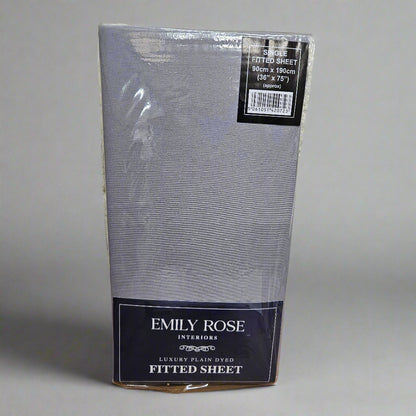 SINGLE
FITTED SHEET
90cm x 190cm
(36" x 75")
(approx)
EMILY ROSE
INTERIORS
LUXURY PLAIN DYED
FITTED SHEET